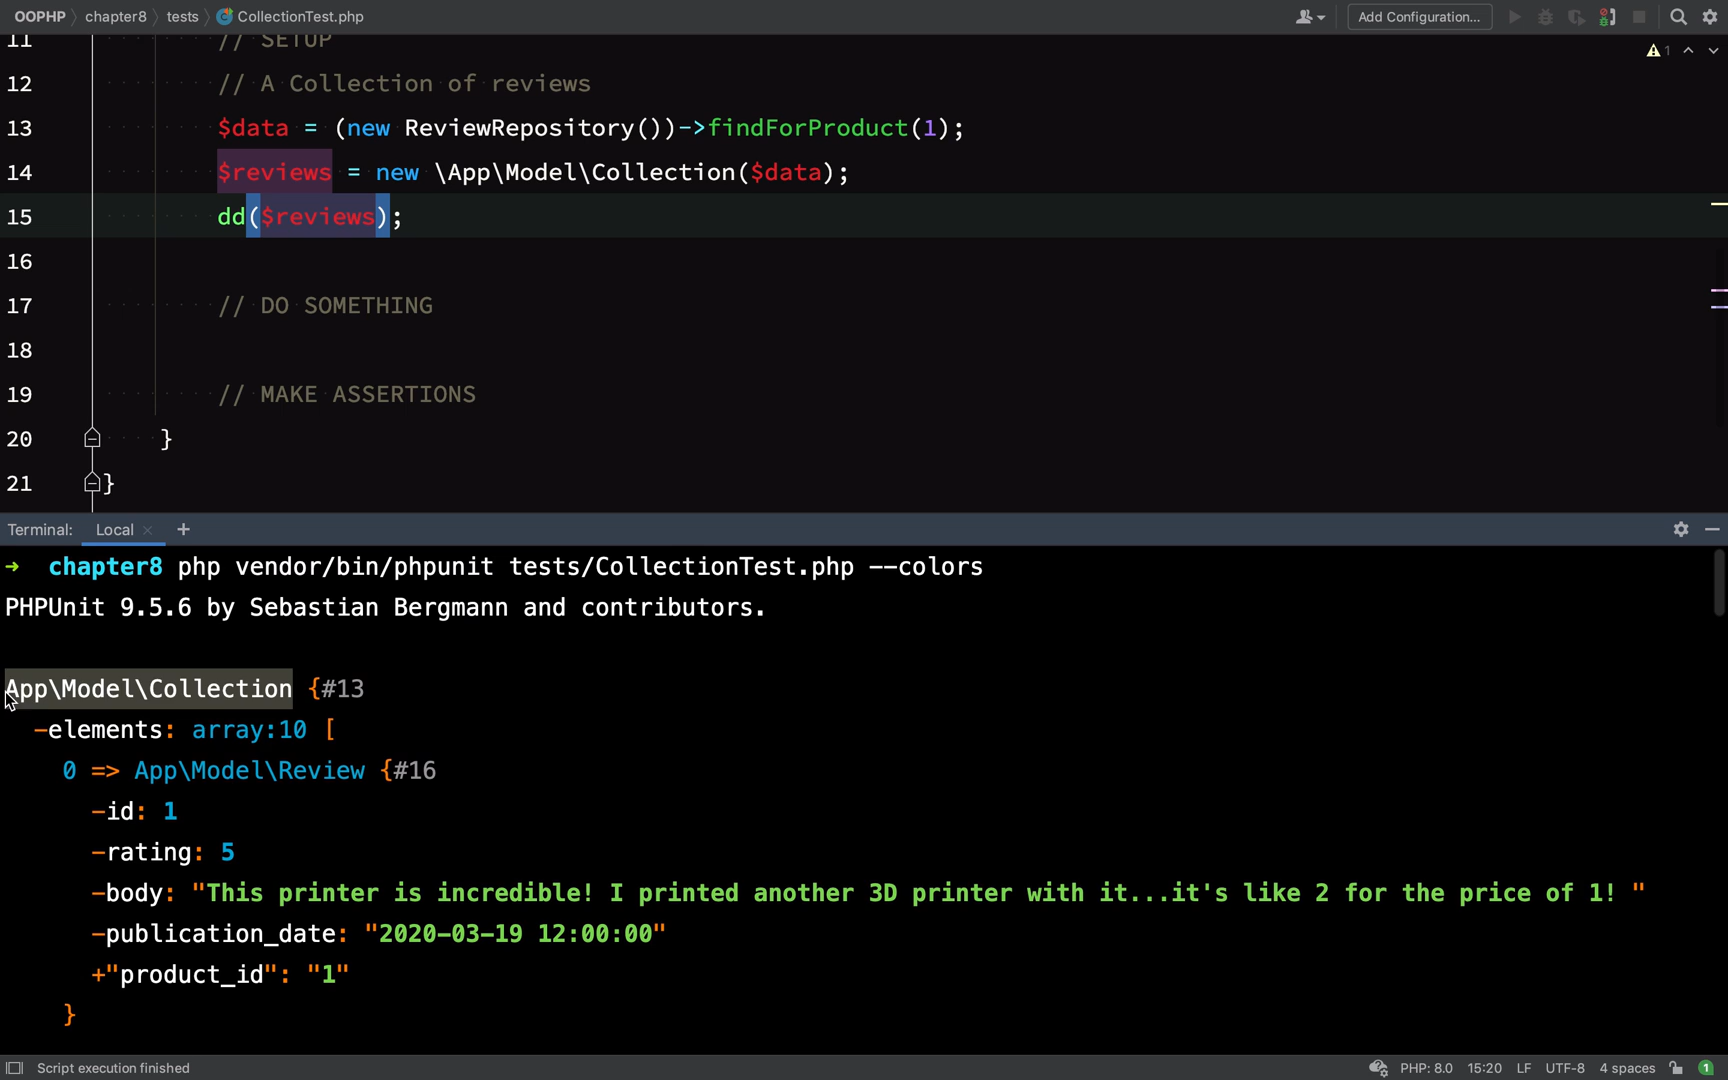 OOPHP chapter8 tests CollectionTest.php Add Configuration...
11 // SETUP
1
12 // A Collection of reviews
13 $data = (new ReviewRepository())->findForProduct(1);
14 $reviews = new \App\Model\Collection($data);
15 dd($reviews);
16
17 // DO SOMETHING
18
19 // MAKE ASSERTIONS
20 }
21 }
Terminal: Local × +
→ chapter8 php vendor/bin/phpunit tests/CollectionTest.php --colors
PHPUnit 9.5.6 by Sebastian Bergmann and contributors.
App\Model\Collection {#13
-elements: array:10 [
0 => App\Model\Review {#16
-id: 1
-rating: 5
-body: "This printer is incredible! I printed another 3D printer with it...it's like 2 for the price of 1! "
-publication_date: "2020-03-19 12:00:00"
+"product_id": "1"
}
Script execution finished PHP: 8.0 15:20 LF UTF-8 4 spaces 1